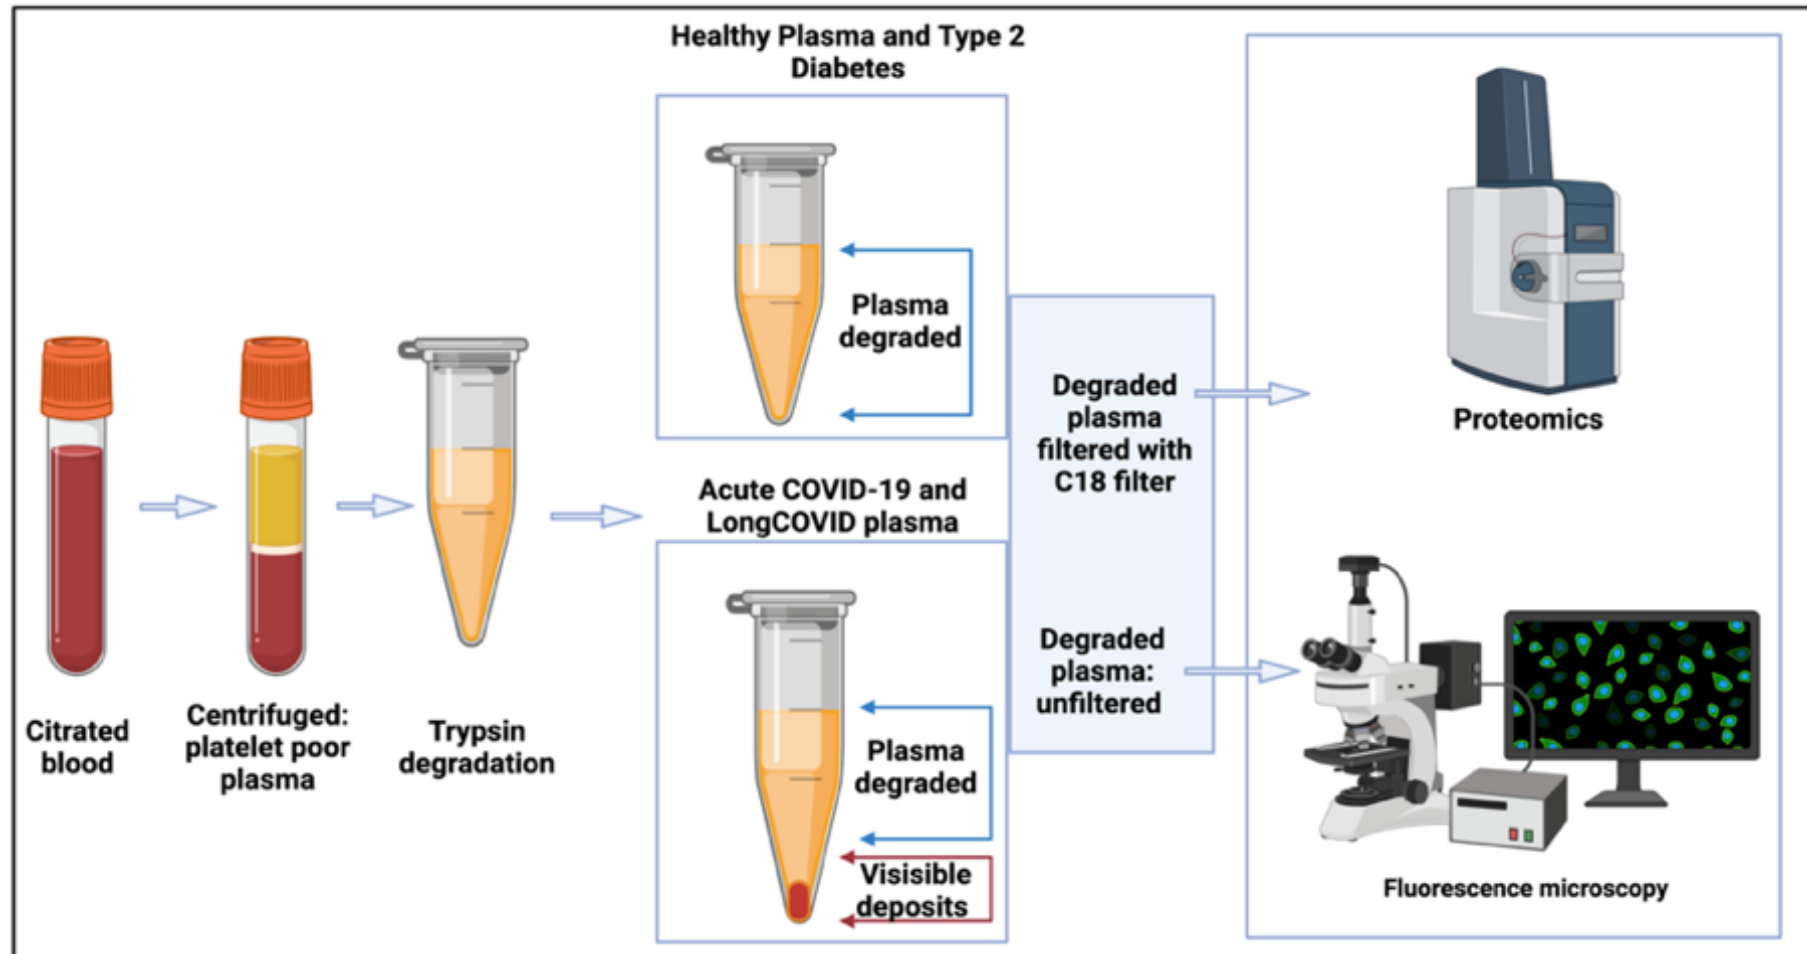 Healthy Plasma and Type 2
Diabetes
Plasma
degraded
Citrated
blood
Centrifuged:
platelet poor
plasma
Trypsin
degradation
Acute COVID-19 and
LongCOVID plasma
Plasma
degraded
Visisible
deposits
Degraded
plasma
filtered with
C18 filter
Degraded
plasma:
unfiltered
Proteomics
Fluorescence microscopy